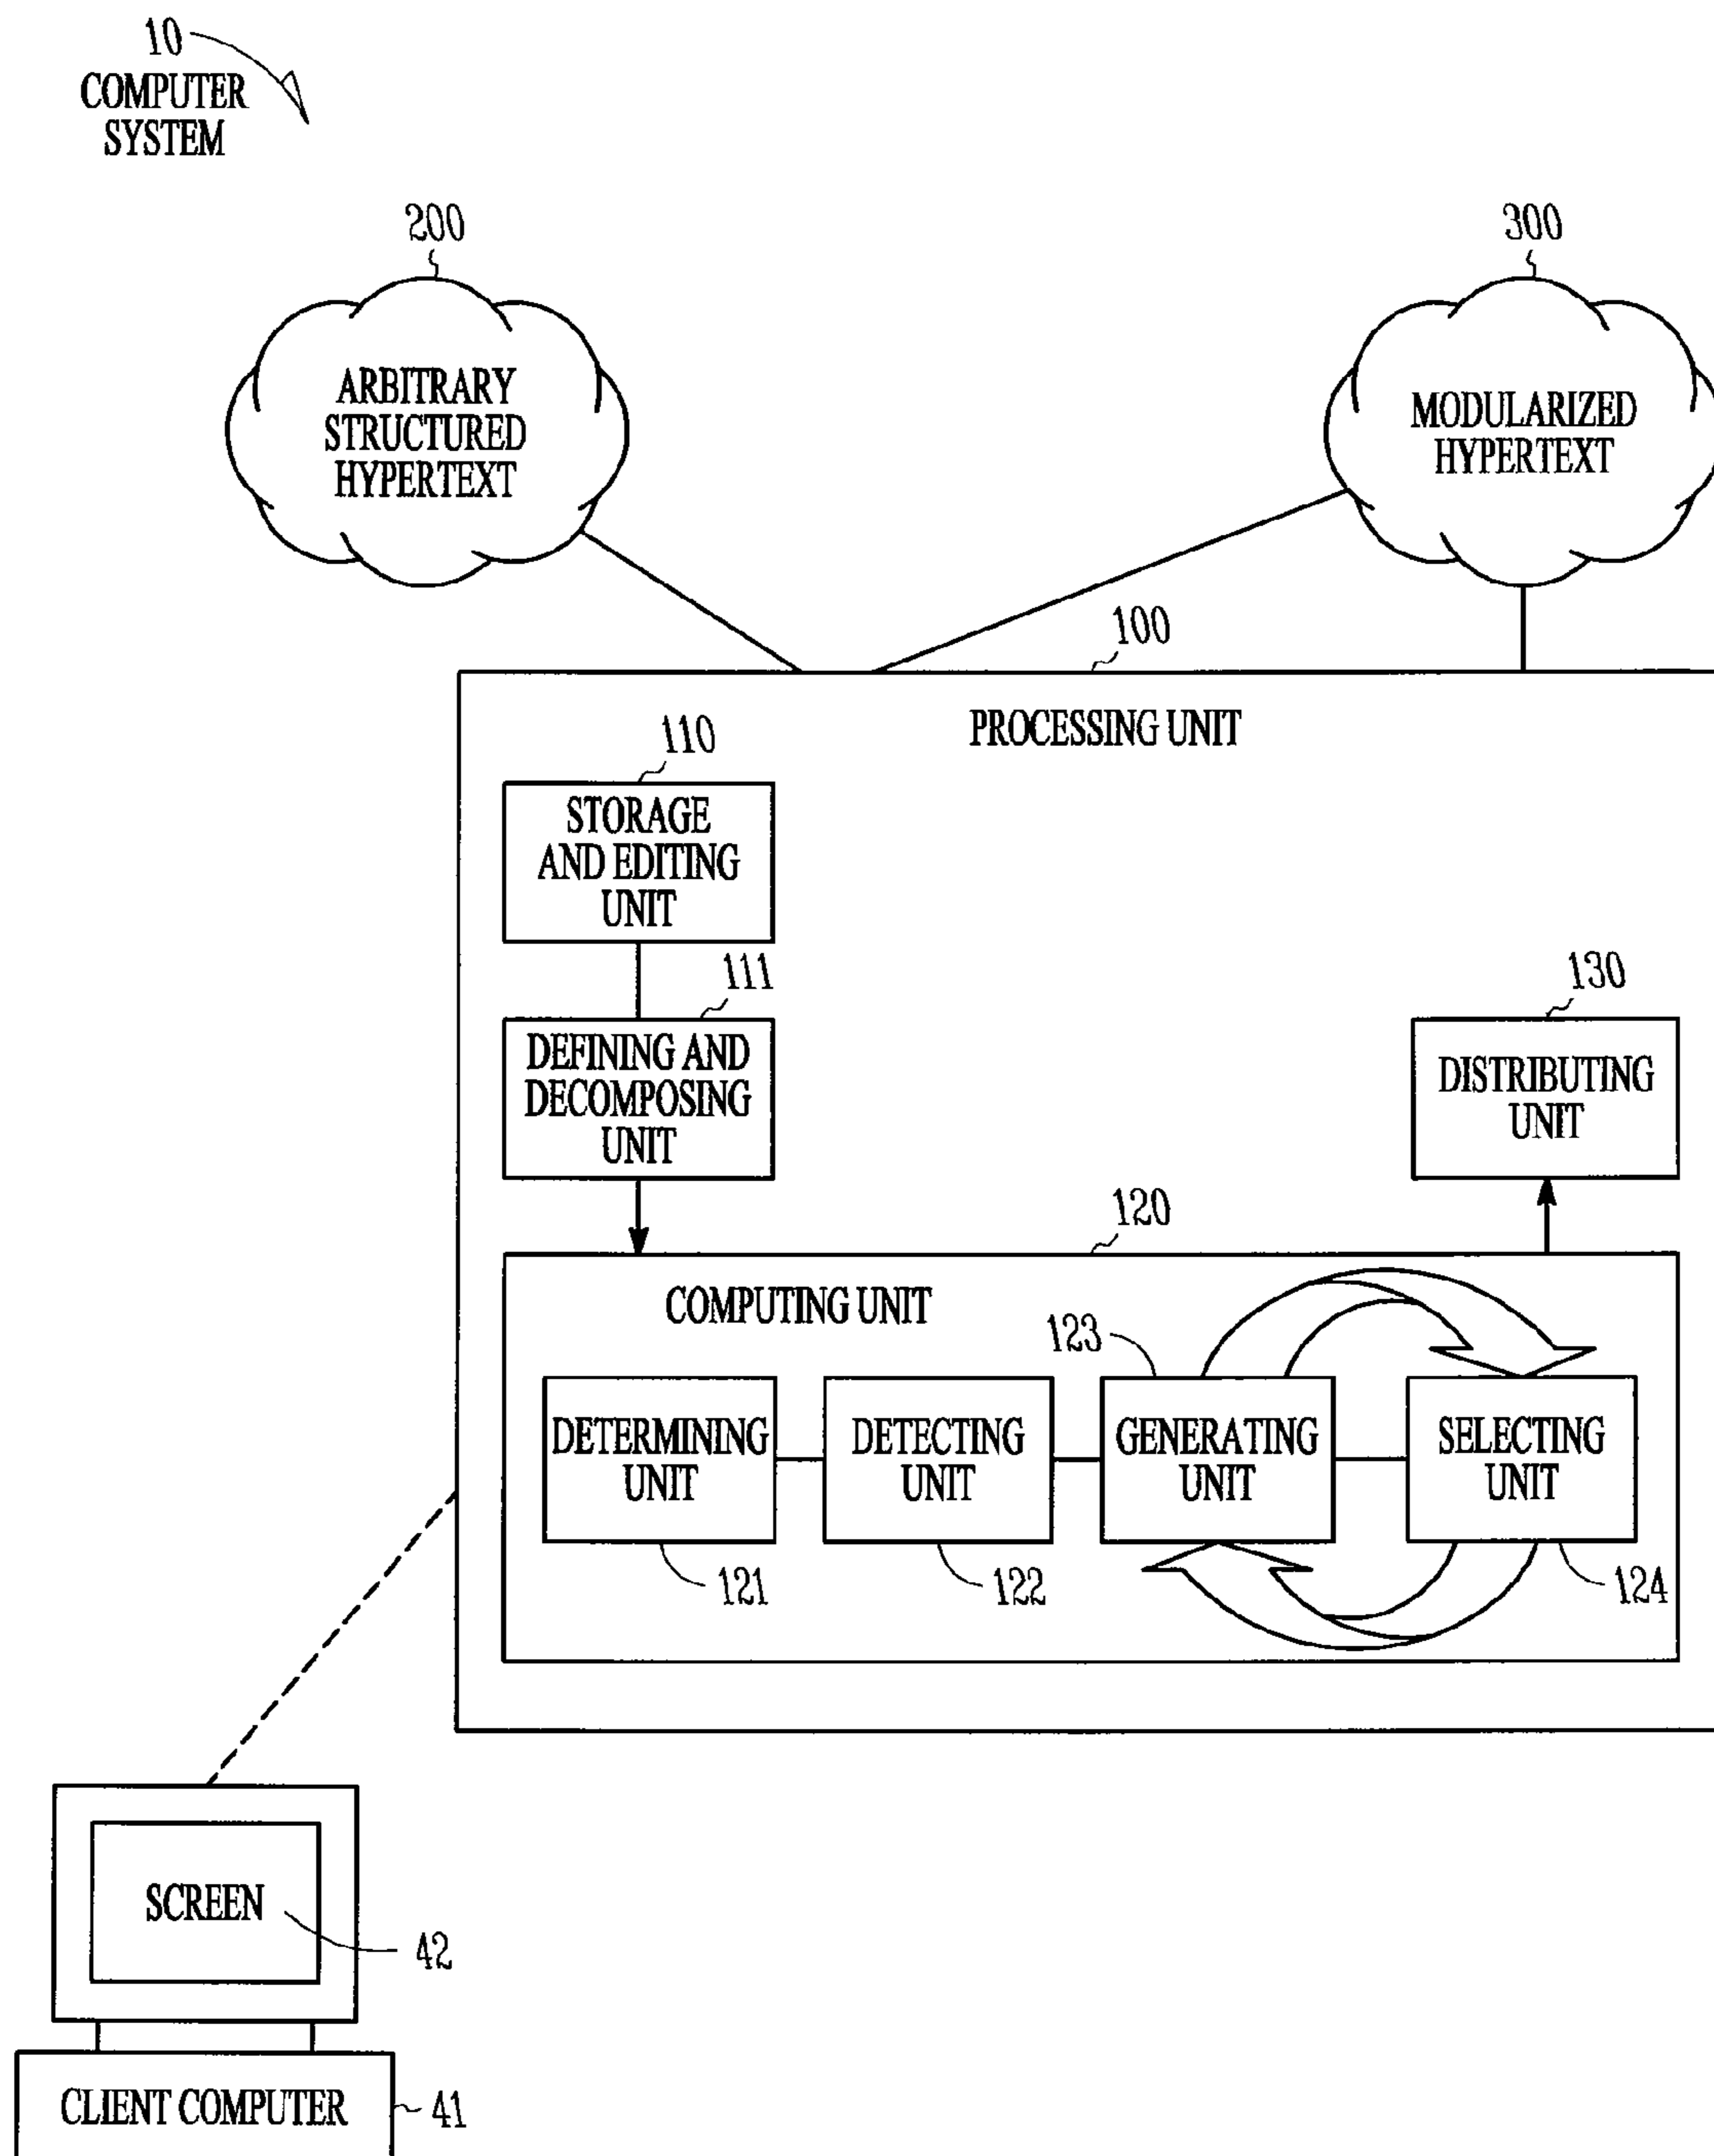 10
COMPUTER
SYSTEM
200
300
ARBITRARY
STRUCTURED
HYPERTEXT
MODULARIZED
HYPERTEXT
100
PROCESSING UNIT
110
STORAGE
AND EDITING
UNIT
111
130
DEFINING AND
DECOMPOSING
UNIT
DISTRIBUTING
UNIT
120
COMPUTING UNIT
123
DETERMINING
UNIT
DETECTING
UNIT
GENERATING
UNIT
SELECTING
UNIT
121
122
124
SCREEN
42
CLIENT COMPUTER
41